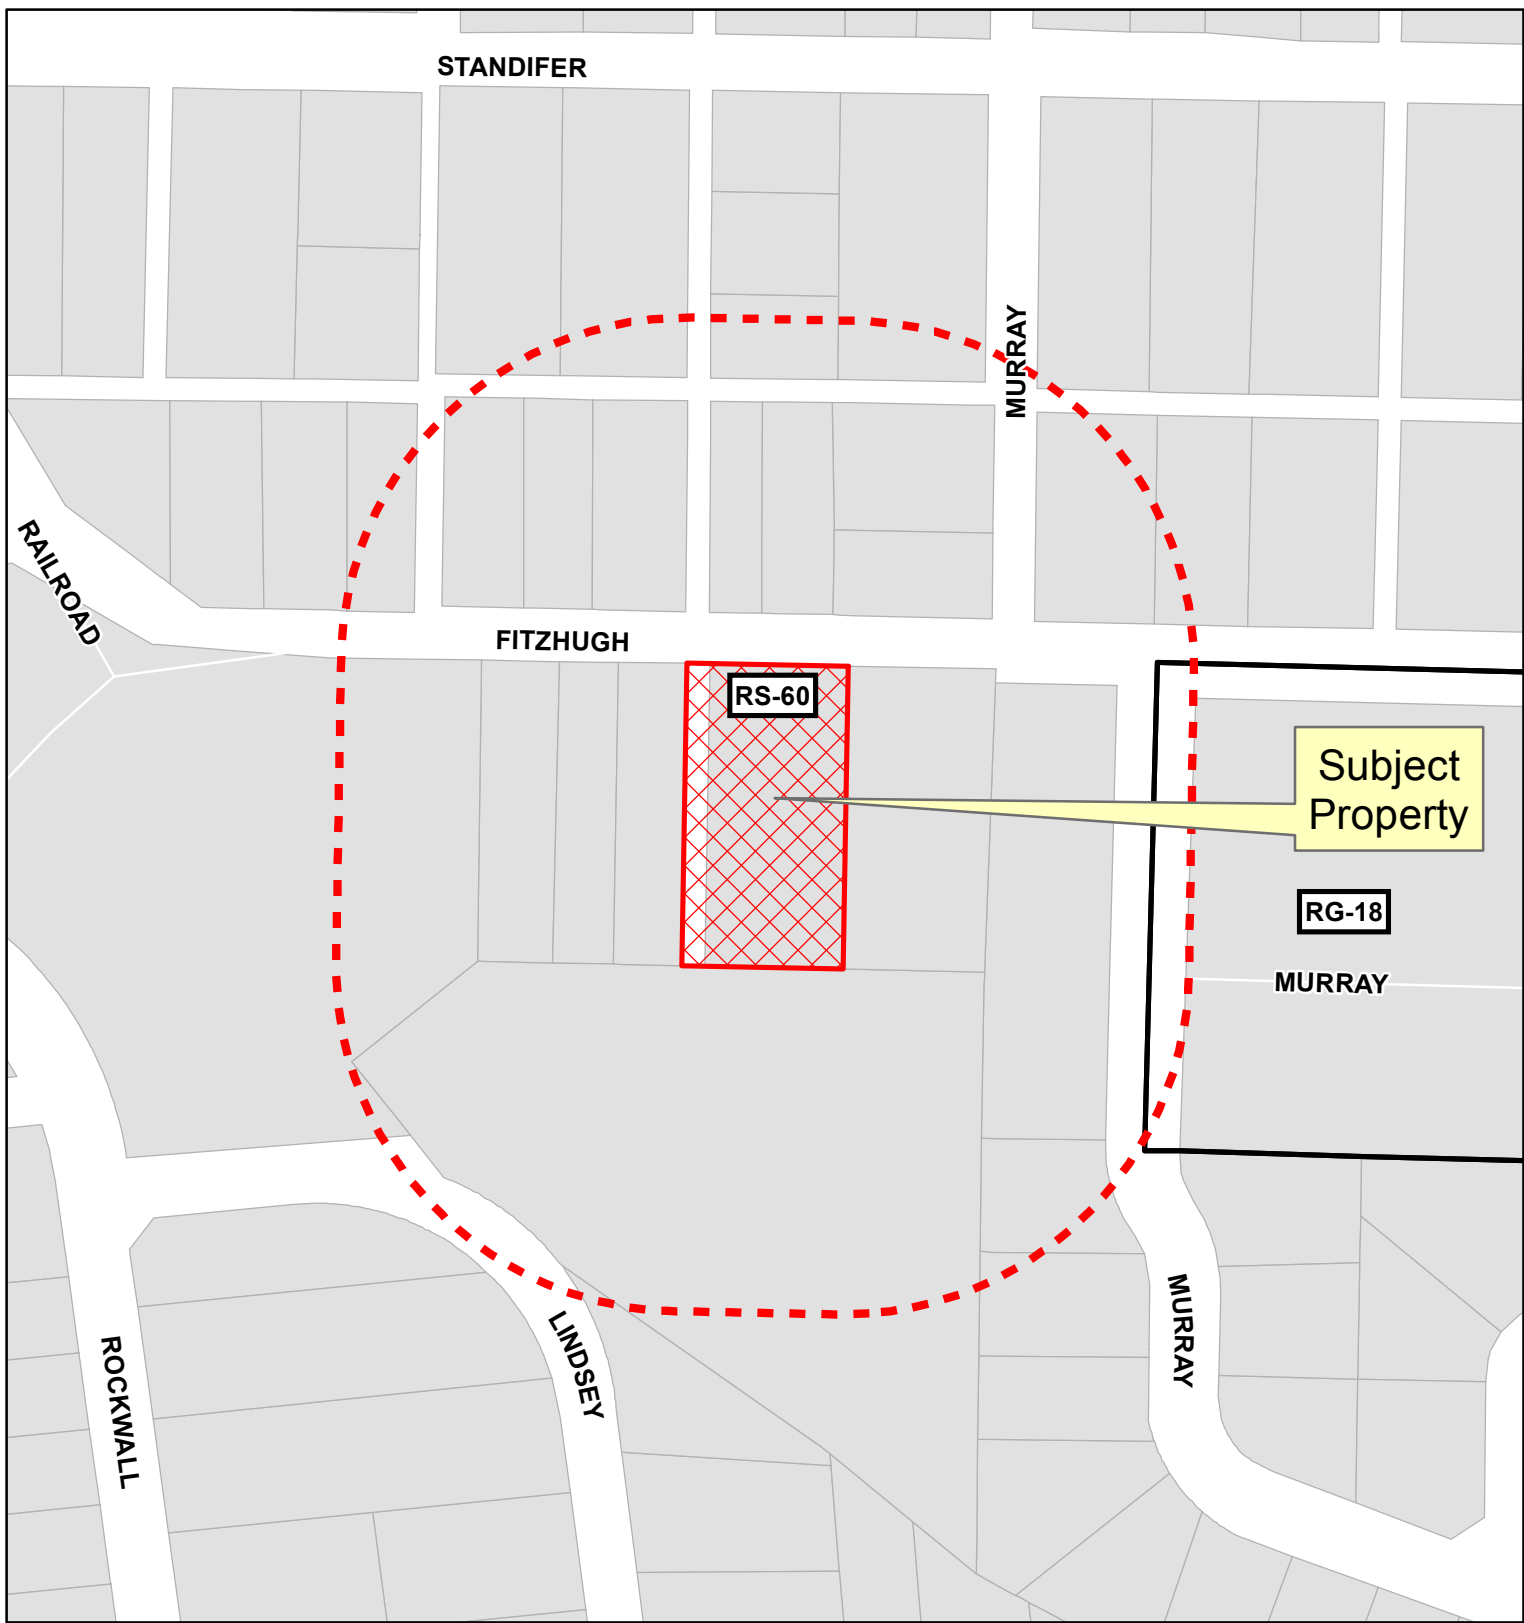 STANDIFER
MURRAY
RAILROAD
FITZHUGH
RS-60
Subject
Property
RG-18
MURRAY
MURRAY
LINDSEY
ROCKWALL